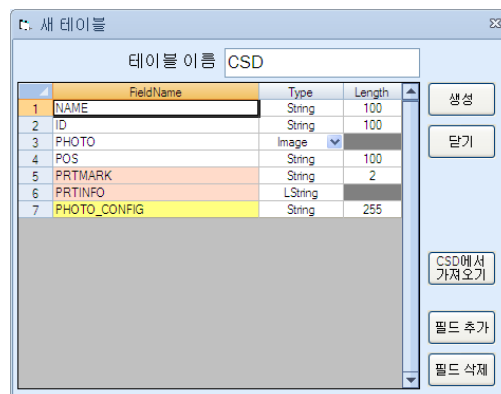 새 테이블
테이블 이름 CSD
FieldName Type Length
1 NAME String 100
2 ID String 100
3 PHOTO Image
4 POS String 100
5 PRTMARK String 2
6 PRTINFO LString
7 PHOTO_CONFIG String 255
생성
닫기
CSD에서
가져오기
필드 추가
필드 삭제